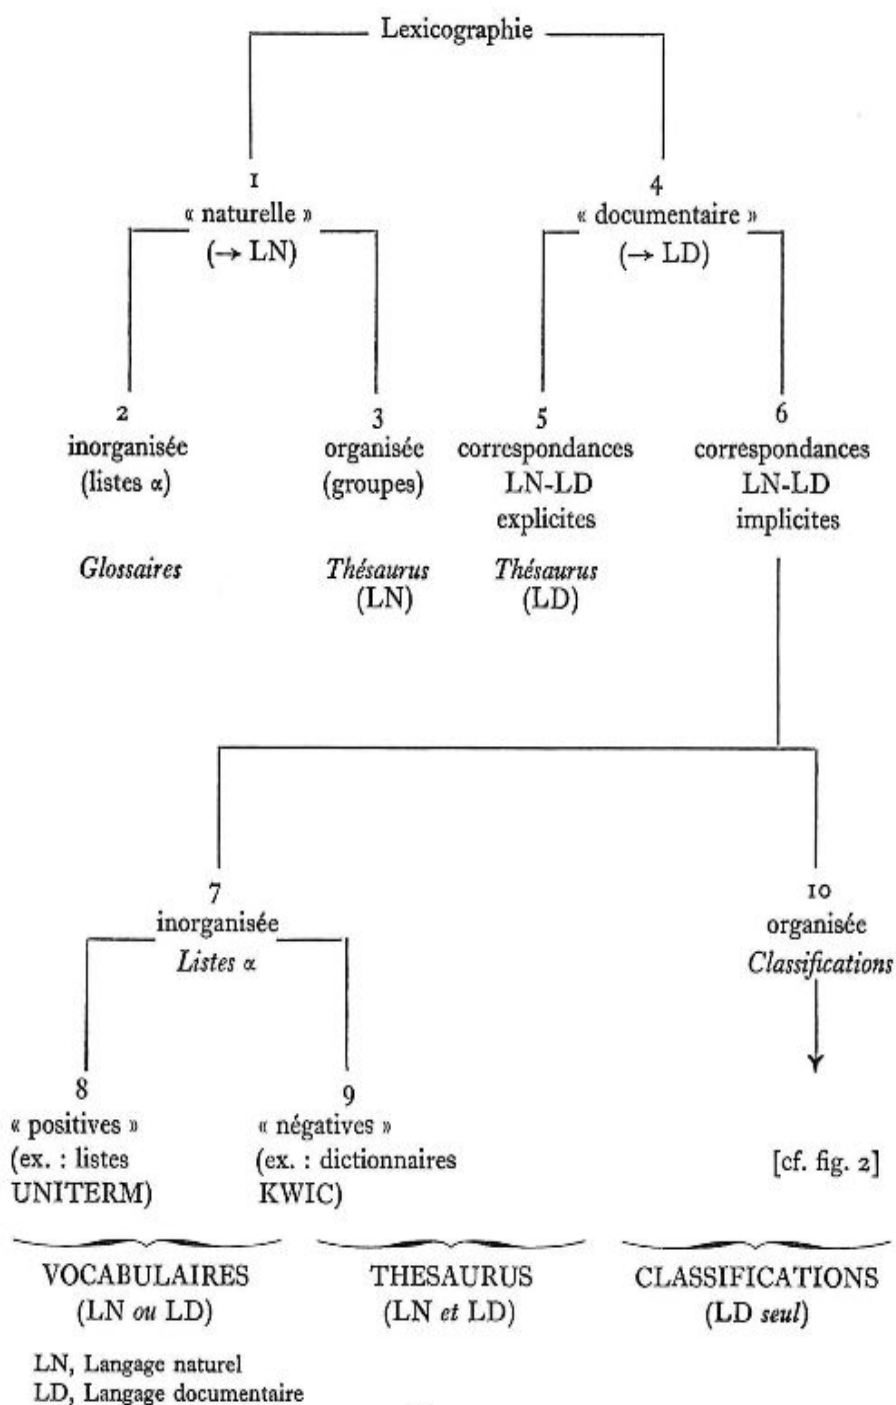 Lexicographie
1
« naturelle »
(→ LN)
4
« documentaire »
(→ LD)
2
inorganisée
(listes α)
Glossaires
3
organisée
(groupes)
Thésaurus
(LN)
5
correspondances
LN-LD
explicites
Thésaurus
(LD)
6
correspondances
LN-LD
implicites
7
inorganisée
Listes α
10
organisée
Classifications
8
« positives »
(ex. : listes
UNITERM)
9
« négatives »
(ex. : dictionnaires
KWIC)
[cf. fig. 2]
VOCABULAIRES
(LN ou LD)
THESAURUS
(LN et LD)
CLASSIFICATIONS
(LD seul)
LN, Langage naturel
LD, Langage documentaire